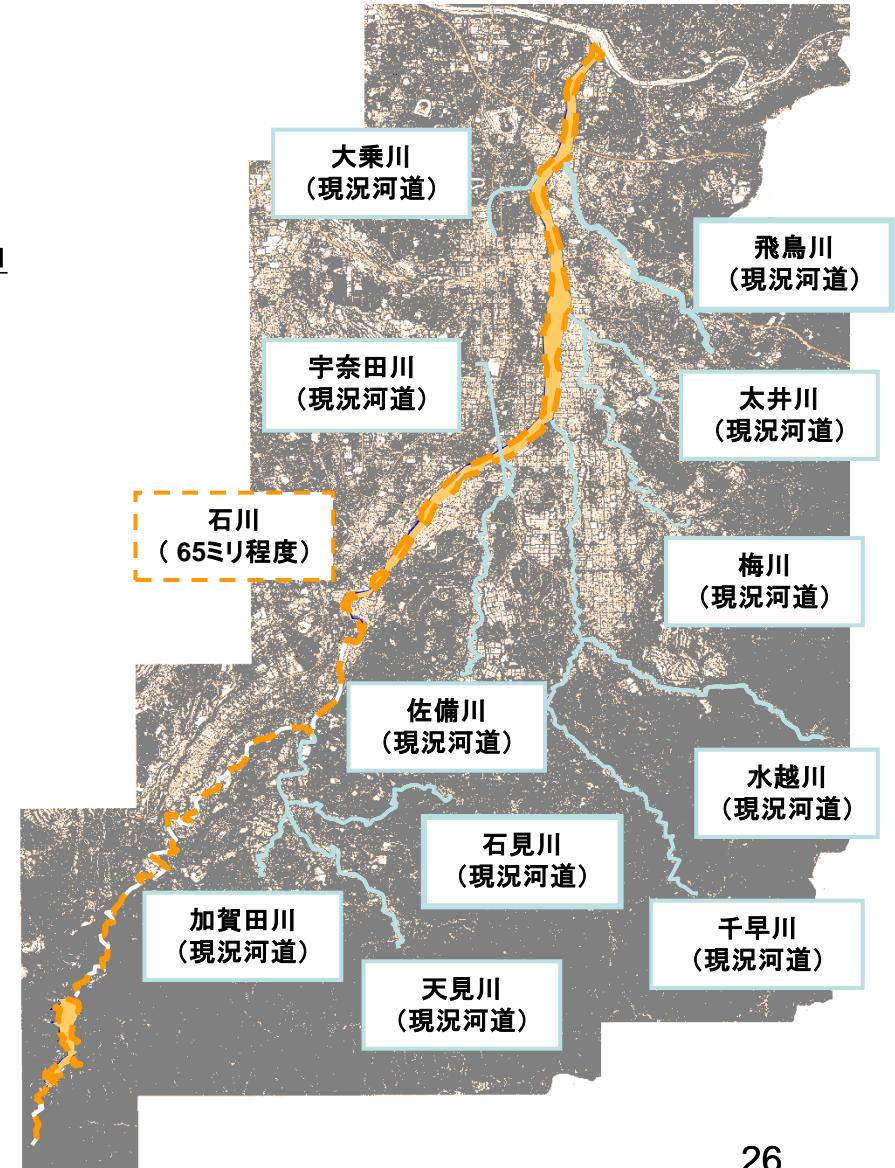 大乗川
（現況河道）
飛鳥川
（現況河道）
宇奈田川
（現況河道）
太井川
（現況河道）
石川
（ 65ミリ程度）
梅川
（現況河道）
佐備川
（現況河道）
水越川
（現況河道）
石見川
（現況河道）
加賀田川
（現況河道）
千早川
（現況河道）
天見川
（現況河道）
26